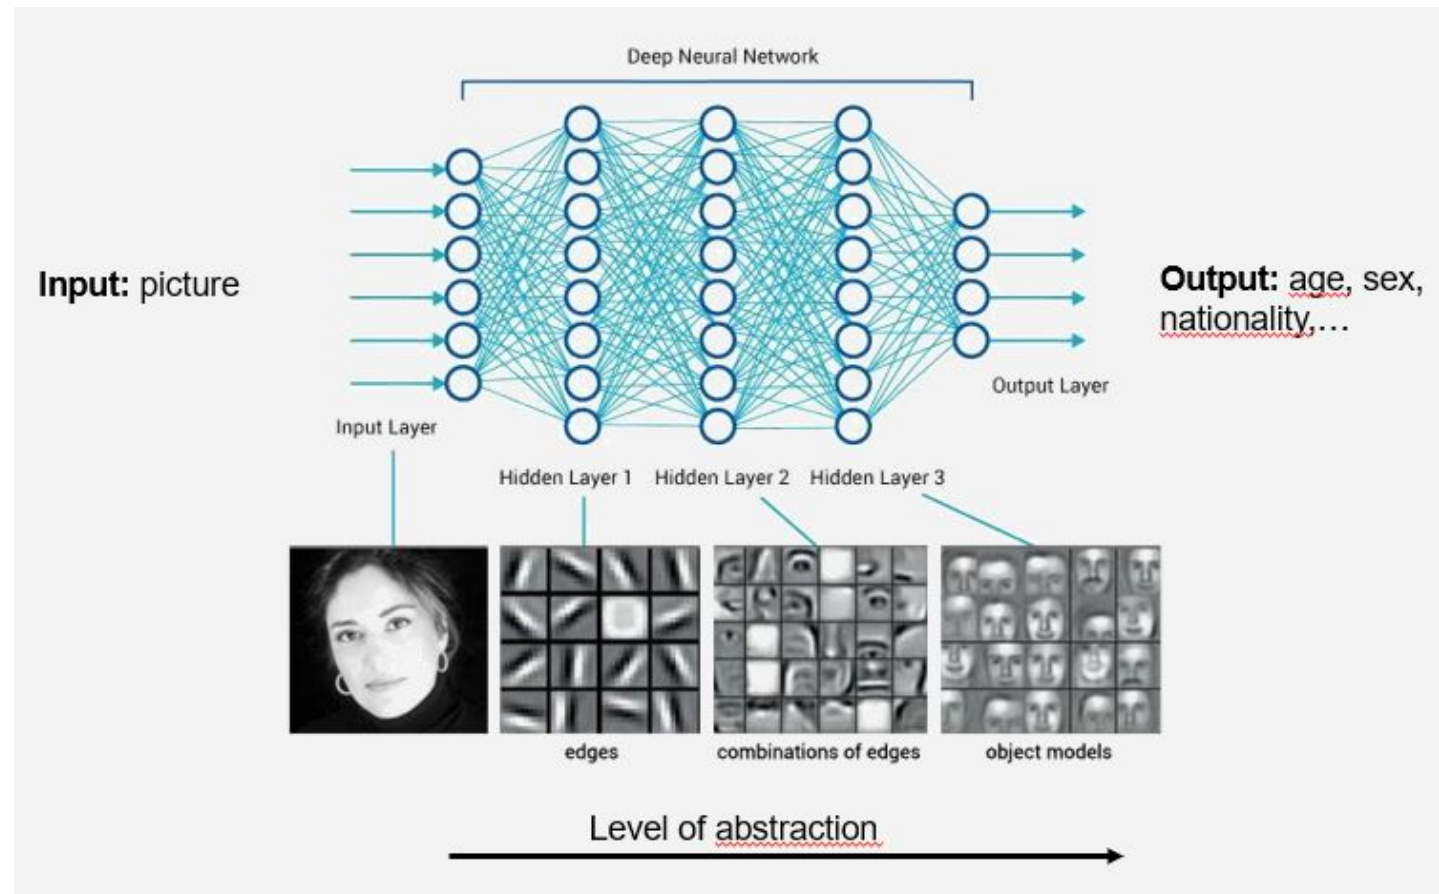 Deep Neural Network
Input: picture
Output: age, sex,
nationality,...
Output Layer
Input Layer
Hidden Layer 1
Hidden Layer 2
Hidden Layer 3
edges
combinations of edges
object models
Level of abstraction